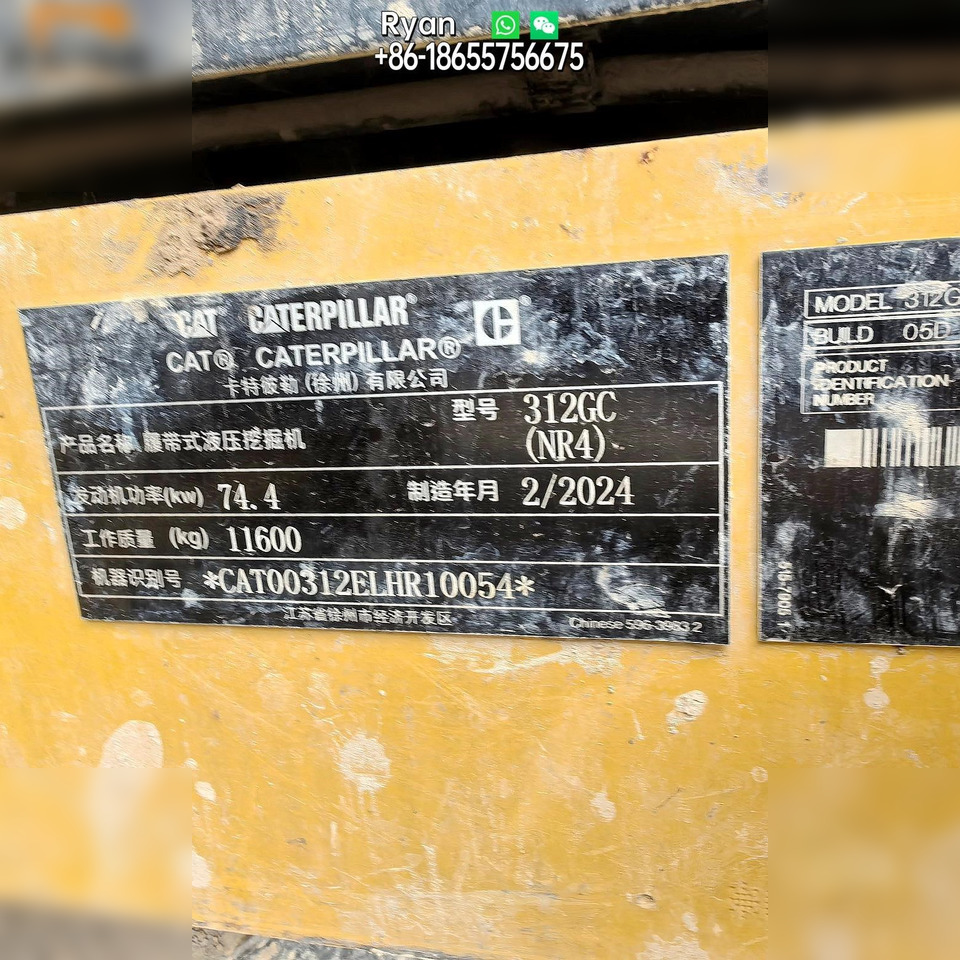 Ryan
+86-18655756675
CAT CATERPILLAR® C®
CAT® CATERPILLAR®
卡特彼勒(徐州)有限公司
型号 312GC
产品名称 履带式液压挖掘机 (NR4)
发动机功率(kw) 74.4 制造年月 2/2024
工作质量 (kg) 11600
机器识别号 *CAT00312ELHR10054*
江苏省徐州市经济开发区 Chinese 596-3963 2
MODEL 312G
BUILD 05D
PRODUCT
IDENTIFICATION
NUMBER